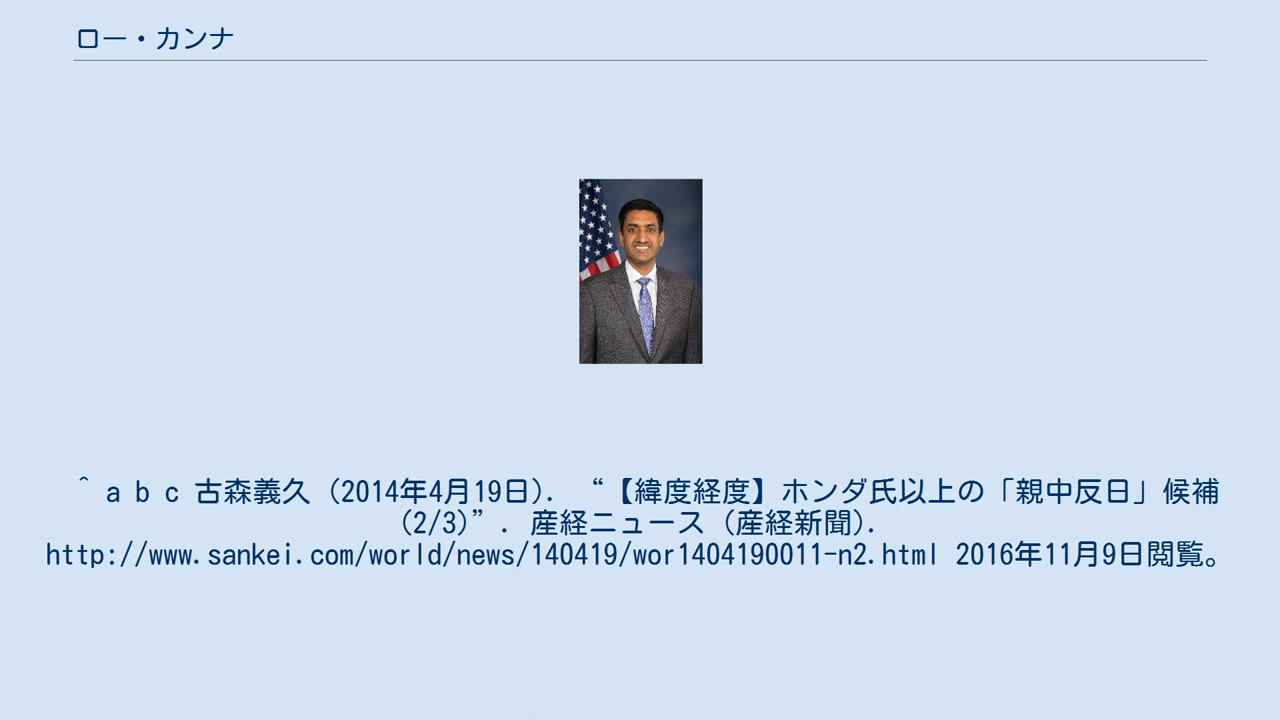 ロー・カンナ
^ a b c 古森義久 (2014年4月19日). “【緯度経度】ホンダ氏以上の「親中反日」候補
(2/3)”. 産経ニュース (産経新聞).
http://www.sankei.com/world/news/140419/wor1404190011-n2.html 2016年11月9日閲覧。